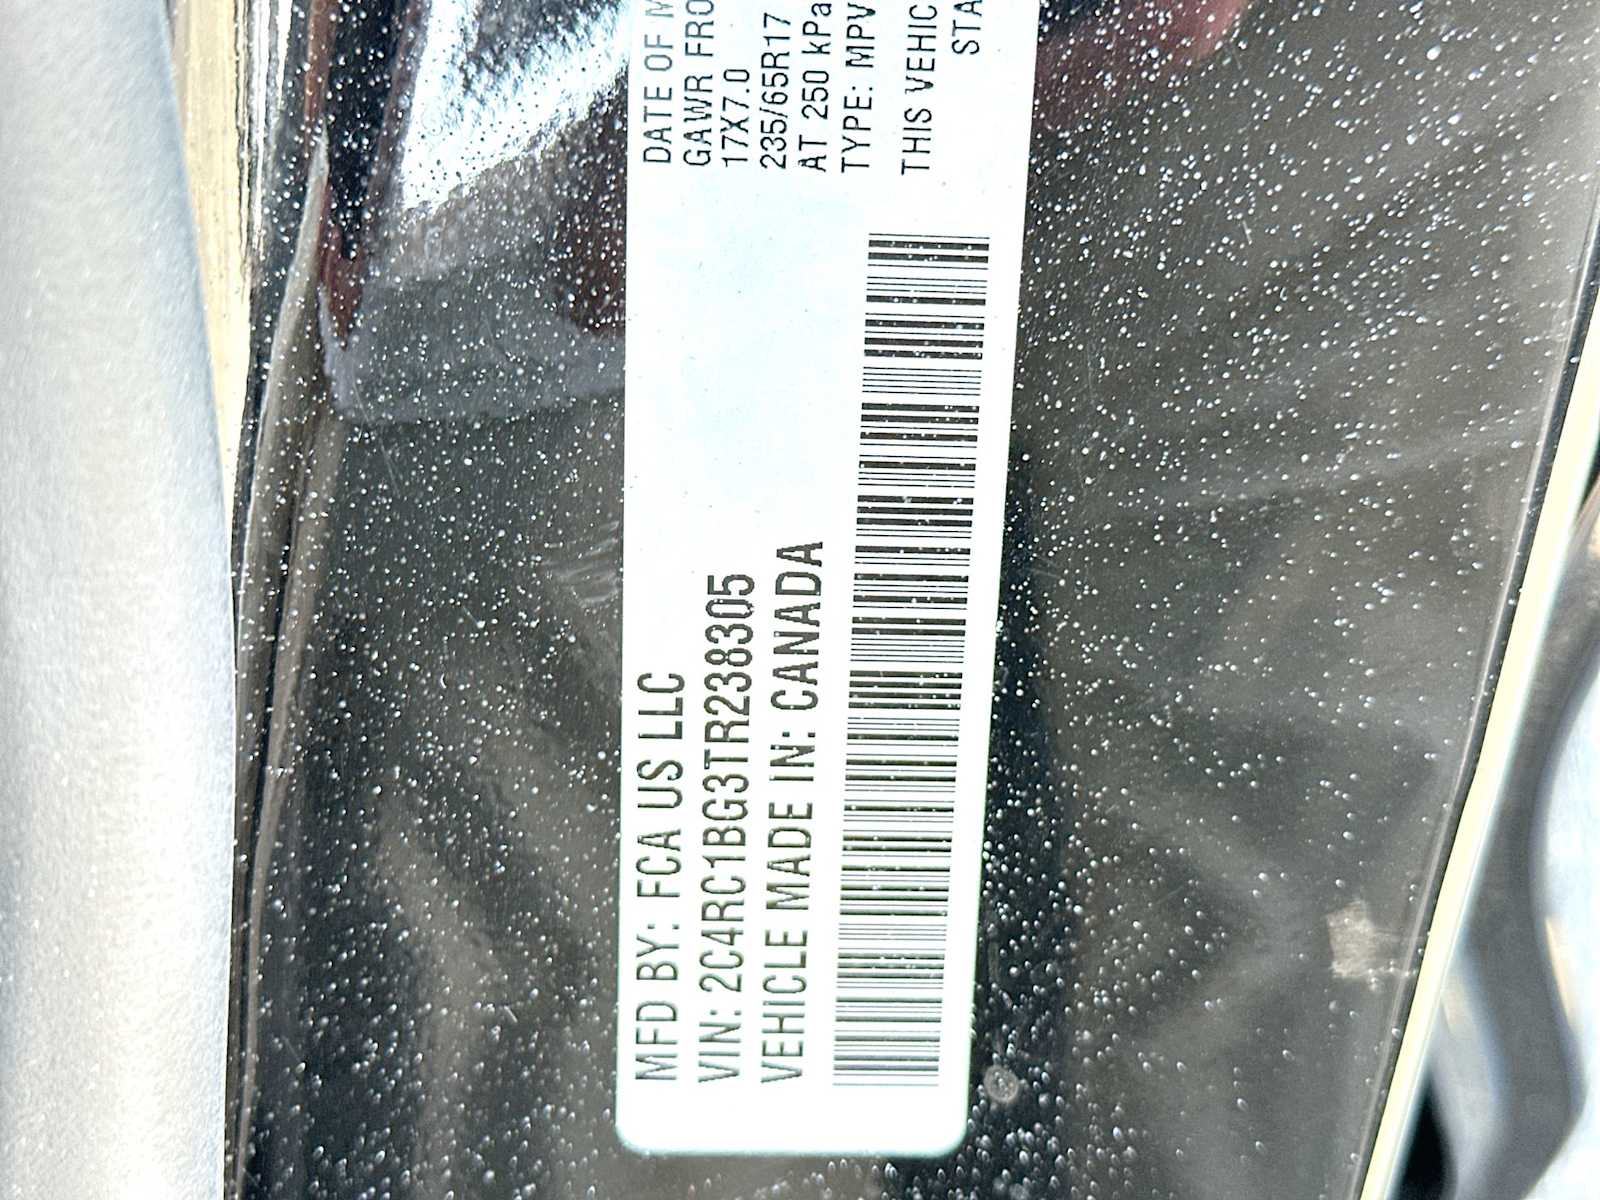 MFD BY: FCA US LLC
VIN: 2C4RC1BG3TR238305
VEHICLE MADE IN: CANADA
DATE OF M
GAWR FRO
17X7.0
235/65R17
AT 250 kPa
TYPE: MPV
THIS VEHIC
STA